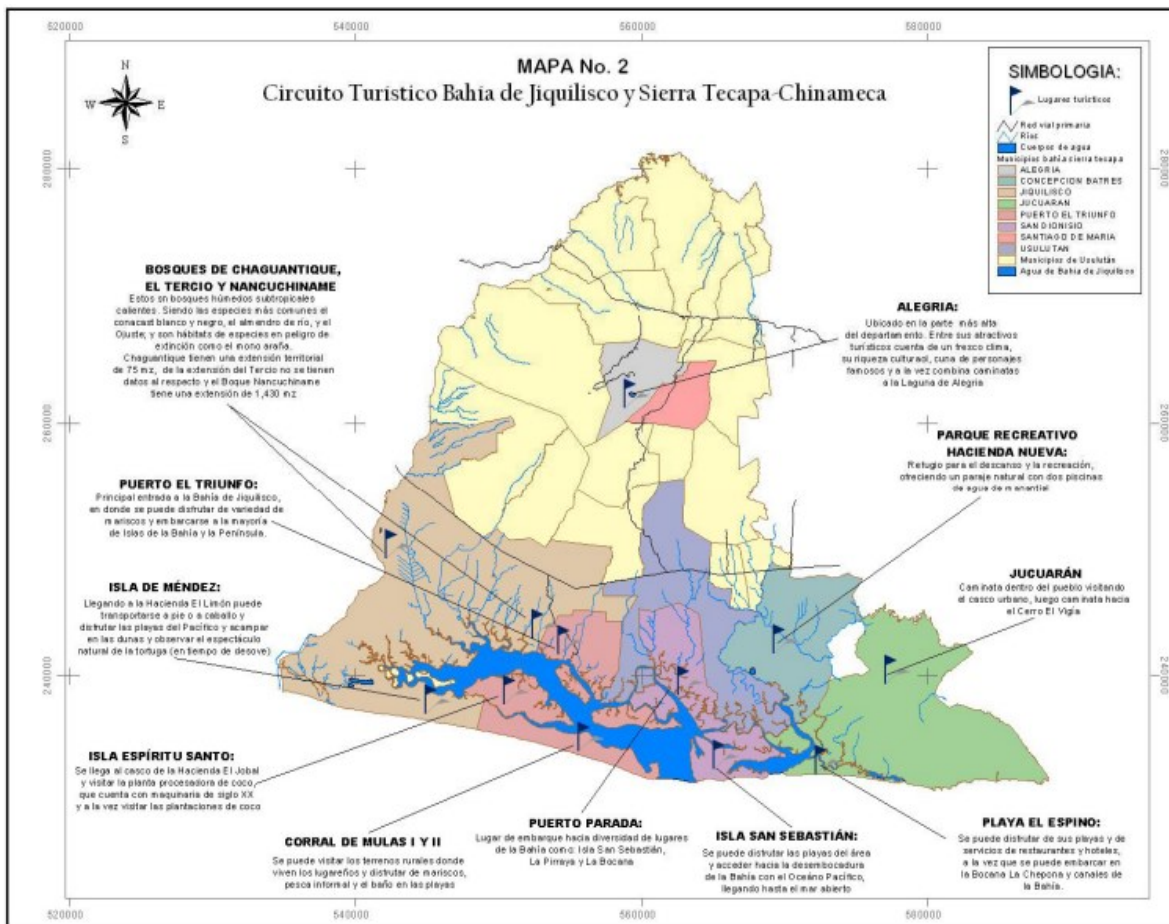 520000 540000 560000 580000
MAPA No. 2
Circuito Turístico Bahía de Jiquilisco y Sierra Tecapa-Chinameca
N
W E
S
SIMBOLOGIA:
Lugares turísticos
Red vial primaria
Ríos
Cuerpos de agua
Municipios bahia sierra tecapa
ALEGRIA
CONCEPCION BATRES
JIQUILISCO
JUCUARAN
PUERTO EL TRIUNFO
SAN DIONISIO
SANTIAGO DE MARIA
USULUTAN
Municipios de Usulután
Agua de Bahia de Jiquilisco
280000 280000
BOSQUES DE CHAGUANTIQUE,
EL TERCIO Y NANCUCHINAME
Estos sn bosques húmedos subtropicales
calientes. Siendo las especies más comunes el
conacast blanco y negro, el almendro de río, y el
Ojuste; y son hábitats de especies en peligro de
extinción como el mono araña.
Chaguantique tienen una extensión territorial
de 75 mz, de la extensión del Tercio no se tienen
datos al respecto y el Boque Nancuchiname
tiene una extensión de 1,430 mz
ALEGRIA:
Ubicado en la parte más alta
del departamento. Entre sus atractivos
turísticos cuenta de un fresco clima,
su riqueza culturaol, cuna de personajes
famosos y a la vez combina caminatas
a la Laguna de Alegria
260000 260000
PARQUE RECREATIVO
HACIENDA NUEVA:
Refugio para el descanso y la recreación,
ofreciendo un paraje natural con dos piscinas
de agua de manantial
PUERTO EL TRIUNFO:
Principal entrada a la Bahía de Jiquilisco,
en donde se puede disfrutar de variedad de
mariscos y embarcarse a la mayoría
de Islas de la Bahía y la Península.
JUCUARÁN
Caminata dentro del pueblo visitando
el casco urbano, luego caminata hacia
el Cerro El Vigía
ISLA DE MÉNDEZ:
Llegando a la Hacienda El Limón puede
transportarse a pie o a caballo y
disfrutar las playas del Pacífico y acampar
en las dunas y observar el espectáculo
natural de la tortuga (en tiempo de desove)
240000 240000
ISLA ESPÍRITU SANTO:
Se llega al casco de la Hacienda El Jobal
y visitar la planta procesadora de coco,
que cuenta con maquinaria de siglo XX
y a la vez visitar las plantaciones de coco
CORRAL DE MULAS I Y II
Se puede visitar los terrenos rurales donde
viven los lugareños y disfrutar de mariscos,
pesca informal y el baño en las playas
PUERTO PARADA:
Lugar de embarque hacia diversidad de lugares
de la Bahía como: Isla San Sebastián,
La Pirraya y La Bocana
ISLA SAN SEBASTIÁN:
Se puede disfrutar las playas del área
y acceder hacia la desembocadura
de la Bahía con el Océano Pacífico,
llegando hasta el mar abierto
PLAYA EL ESPINO:
Se puede disfrutar de sus playas y de
servicios de restaurantes y hoteles,
a la vez que se puede embarcar en
la Bocana La Chepona y canales de
la Bahía.
520000 540000 560000 580000